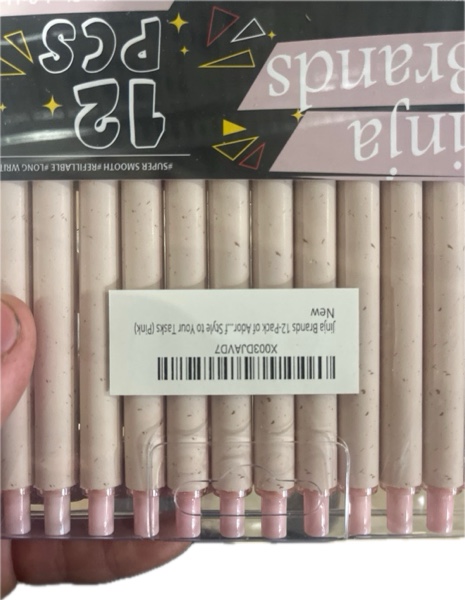 X003DJAVD7
Jinja Brands 12-Pack of Ador...f Style to Your Tasks (Pink)
New
#SUPER SMOOTH#REFILLABLE#LONG WRIT
inja
Brands
12
PCS